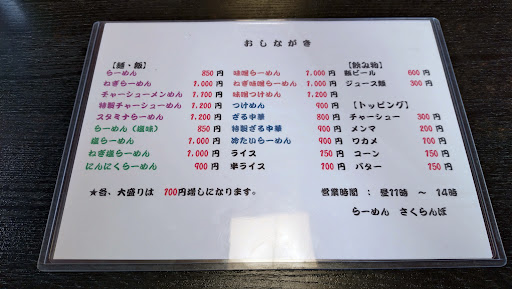 おしながき
【麺・飯】
らーめん 850円
ねぎらーめん 1,000円
チャーシューメンめん 1,100円
特製チャーシューめん 1,200円
スタミナらーめん 1,200円
らーめん（塩味） 850円
塩らーめん 1,000円
ねぎ塩らーめん 1,000円
にんにくらーめん 900円
味噌らーめん 1,000円
ねぎ味噌らーめん 1,000円
味噌つけめん 1,200円
つけめん 900円
ざる中華 800円
特製ざる中華 900円
冷たいらーめん 900円
ライス 150円
半ライス 100円
【飲み物】
瓶ビール 600円
ジュース類 300円
【トッピング】
チャーシュー 300円
メンマ 200円
ワカメ 100円
コーン 150円
バター 150円
★各、大盛りは 100円増しになります。
営業時間 : 昼11時 ～ 14時
らーめん さくらんぼ